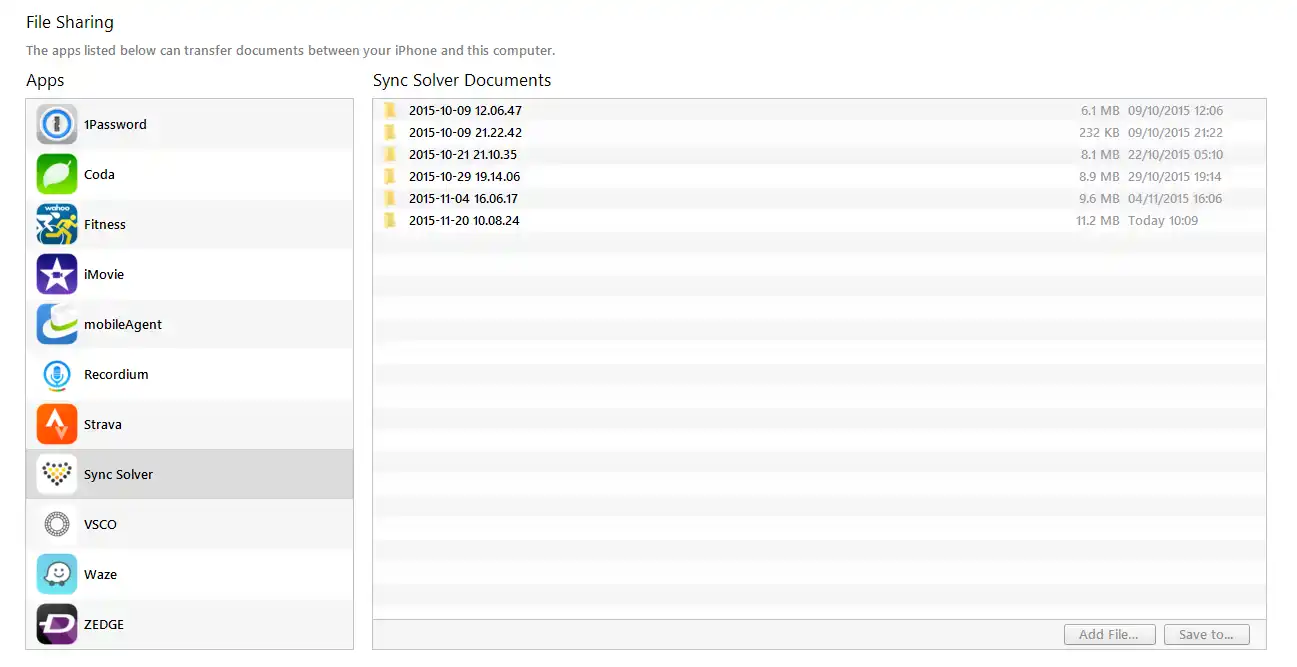 File Sharing
The apps listed below can transfer documents between your iPhone and this computer.
Apps
1Password
Coda
wahoo
Fitness
iMovie
mobileAgent
Recordium
Strava
Sync Solver
VSCO
Waze
ZEDGE
Sync Solver Documents
2015-10-09 12.06.47 6.1 MB 09/10/2015 12:06
2015-10-09 21.22.42 232 KB 09/10/2015 21:22
2015-10-21 21.10.35 8.1 MB 22/10/2015 05:10
2015-10-29 19.14.06 8.9 MB 29/10/2015 19:14
2015-11-04 16.06.17 9.6 MB 04/11/2015 16:06
2015-11-20 10.08.24 11.2 MB Today 10:09
Add File... Save to...